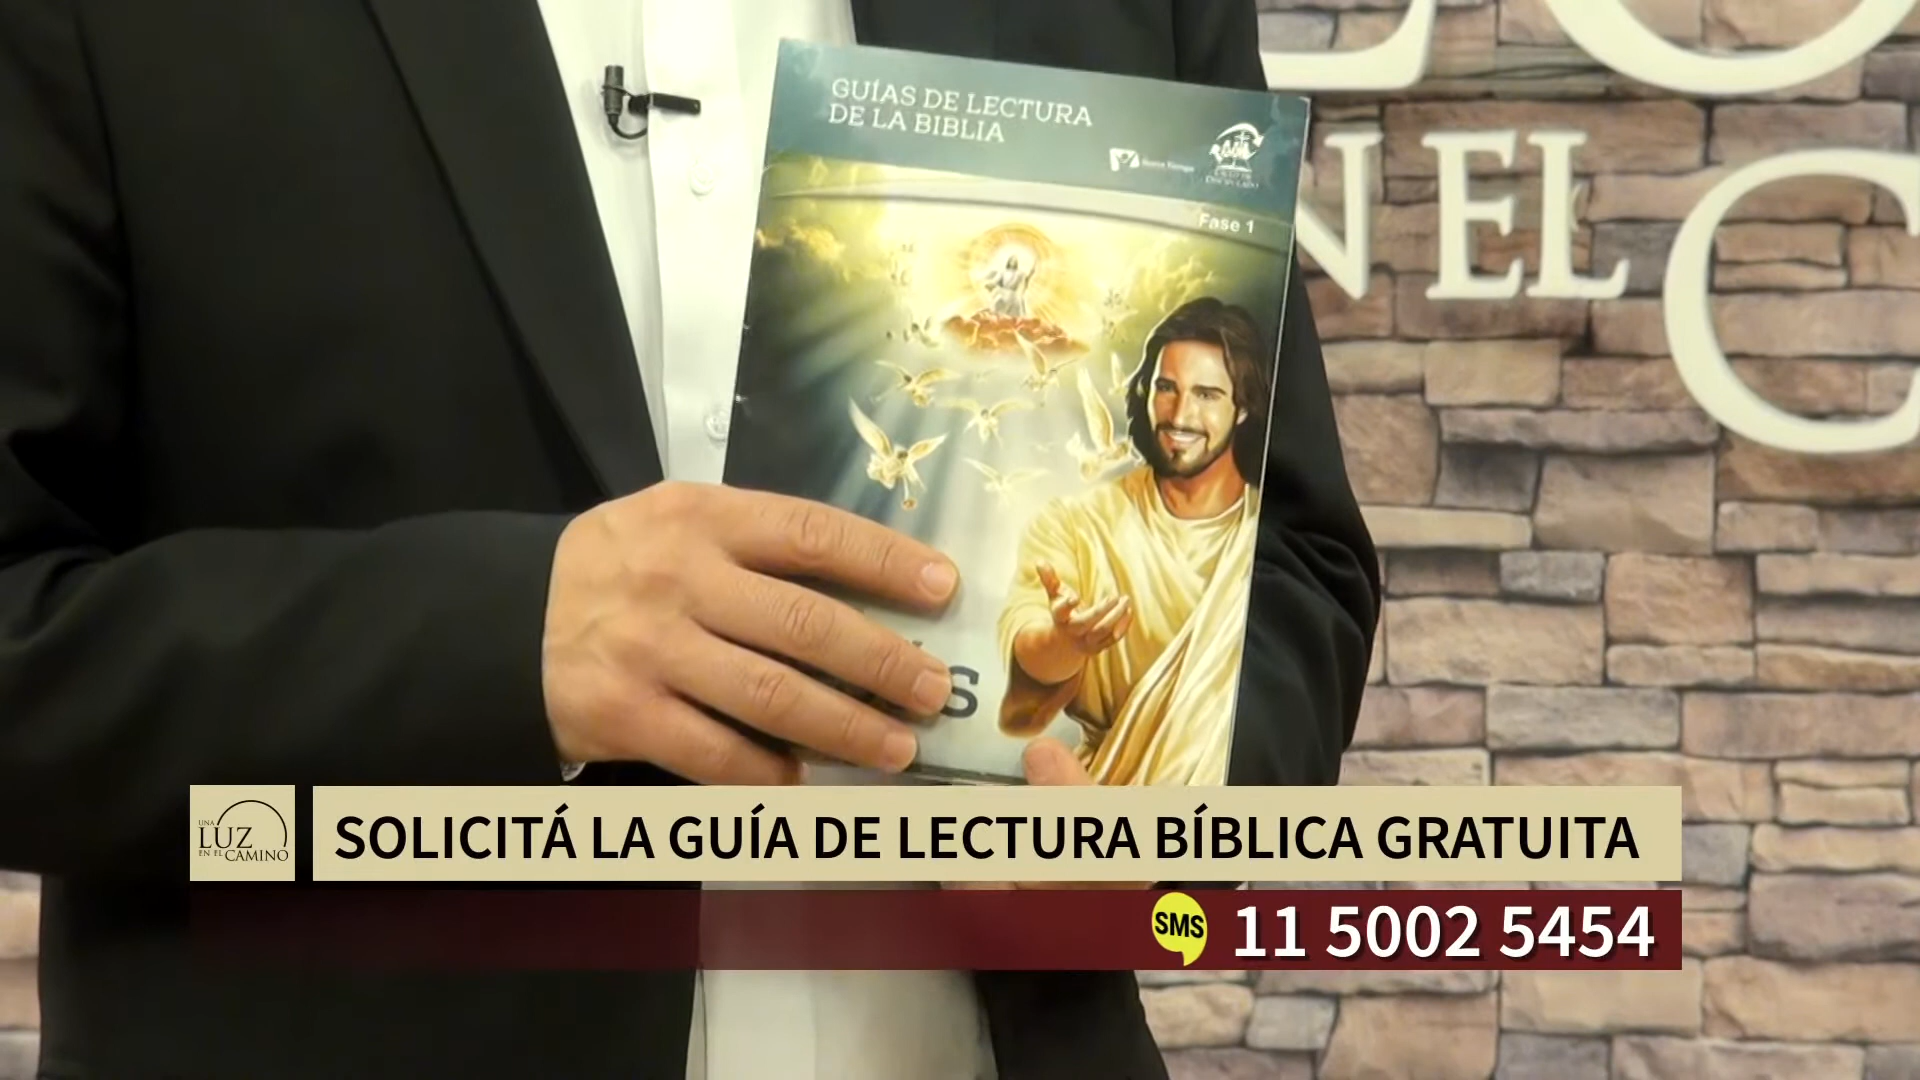 GUÍAS DE LECTURA
DE LA BIBLIA
Fase 1
N EL
C
UNA
LUZ
EN EL CAMINO
SOLICITÁ LA GUÍA DE LECTURA BÍBLICA GRATUITA
SMS 11 5002 5454